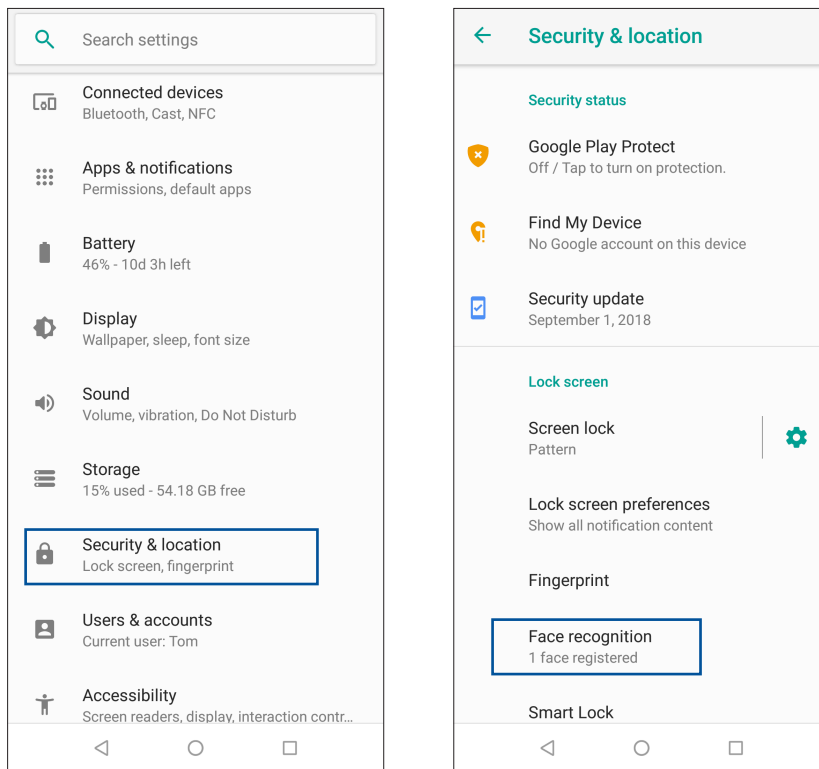 Search settings
Connected devices
Bluetooth, Cast, NFC
Apps & notifications
Permissions, default apps
Battery
46% - 10d 3h left
Display
Wallpaper, sleep, font size
Sound
Volume, vibration, Do Not Disturb
Storage
15% used - 54.18 GB free
Security & location
Lock screen, fingerprint
Users & accounts
Current user: Tom
Accessibility
Screen readers, display, interaction contr...
Security & location
Security status
Google Play Protect
Off / Tap to turn on protection.
Find My Device
No Google account on this device
Security update
September 1, 2018
Lock screen
Screen lock
Pattern
Lock screen preferences
Show all notification content
Fingerprint
Face recognition
1 face registered
Smart Lock